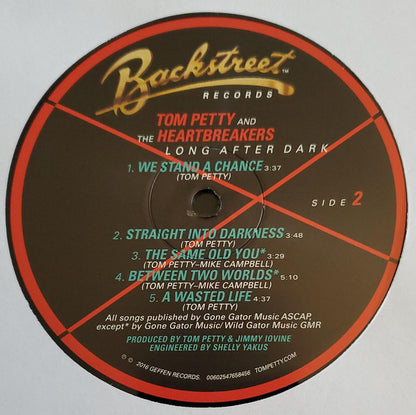 Backstreet™
RECORDS
TOM PETTY AND
THE HEARTBREAKERS
LONG AFTER DARK
1. WE STAND A CHANCE 3:37
(TOM PETTY)
SIDE 2
2. STRAIGHT INTO DARKNESS 3:48
(TOM PETTY)
3. THE SAME OLD YOU* 3:29
(TOM PETTY–MIKE CAMPBELL)
4. BETWEEN TWO WORLDS* 5:10
(TOM PETTY–MIKE CAMPBELL)
5. A WASTED LIFE 4:37
(TOM PETTY)
All songs published by Gone Gator Music ASCAP,
except* by Gone Gator Music/ Wild Gator Music GMR
PRODUCED BY TOM PETTY & JIMMY IOVINE
ENGINEERED BY SHELLY YAKUS
℗ © 2016 GEFFEN RECORDS. 00602547658456 TOMPETTY.COM